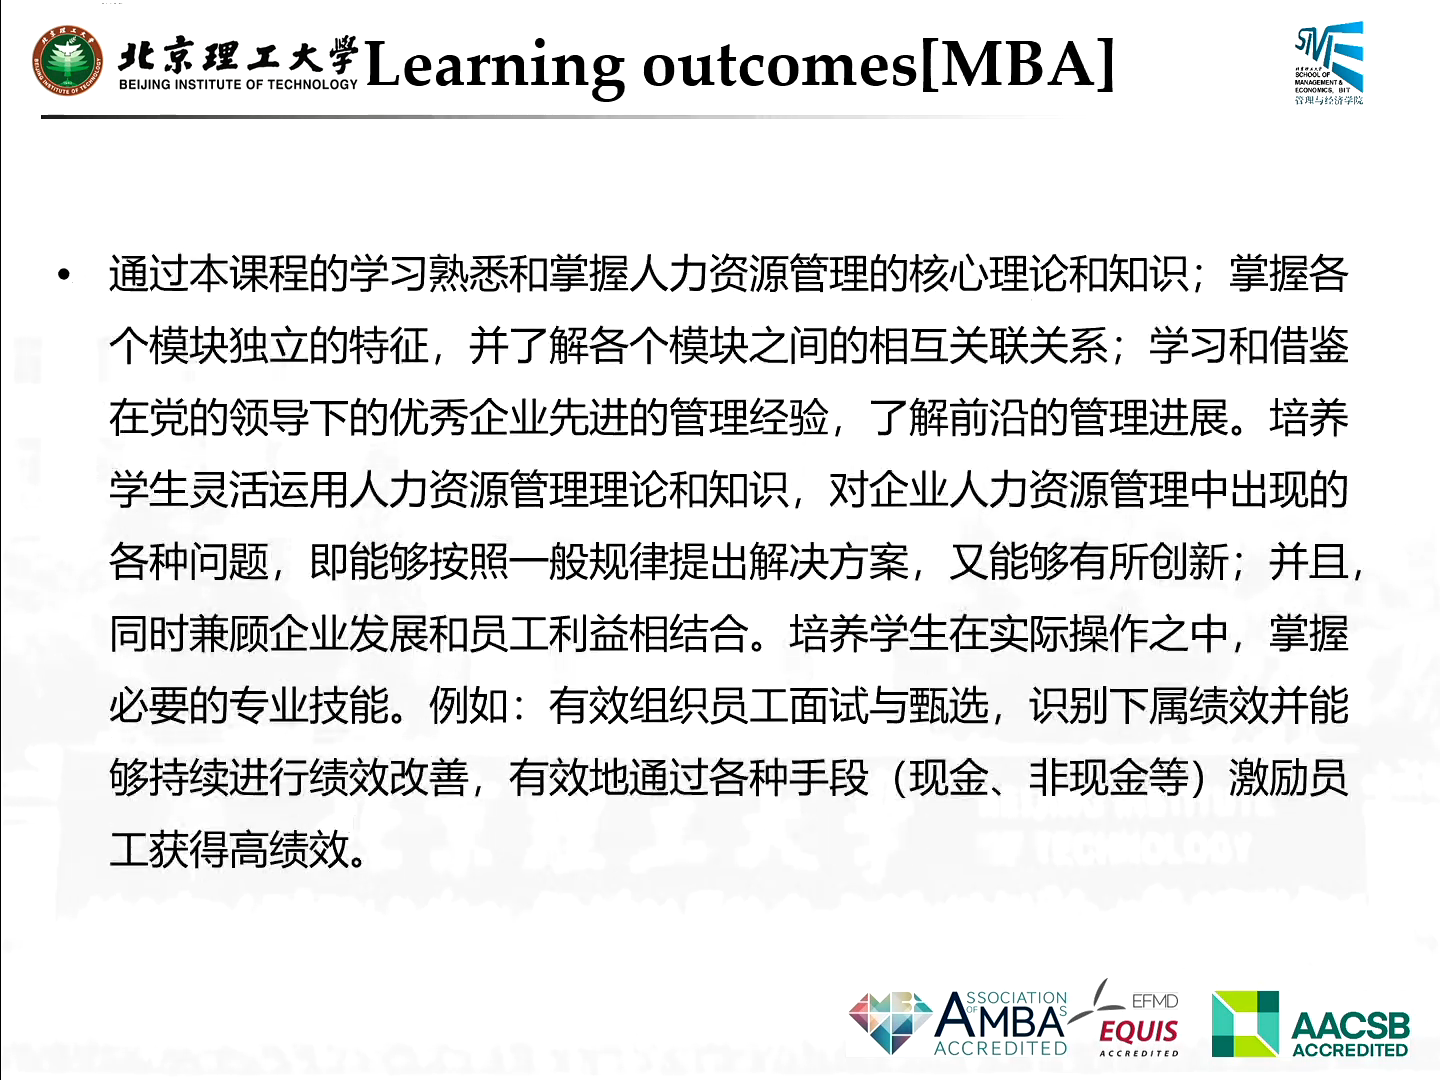 北京理工大学
BEIJING INSTITUTE OF TECHNOLOGY
Learning outcomes[MBA]
SCHOOL OF
MANAGEMENT &
ECONOMICS, BIT
管理与经济学院
• 通过本课程的学习熟悉和掌握人力资源管理的核心理论和知识；掌握各
个模块独立的特征，并了解各个模块之间的相互关联关系；学习和借鉴
在党的领导下的优秀企业先进的管理经验，了解前沿的管理进展。培养
学生灵活运用人力资源管理理论和知识，对企业人力资源管理中出现的
各种问题，即能够按照一般规律提出解决方案，又能够有所创新；并且，
同时兼顾企业发展和员工利益相结合。培养学生在实际操作之中，掌握
必要的专业技能。例如：有效组织员工面试与甄选，识别下属绩效并能
够持续进行绩效改善，有效地通过各种手段（现金、非现金等）激励员
工获得高绩效。
ASSOCIATION
OF AMBAS
ACCREDITED
EFMD
EQUIS
ACCREDITED
AACSB
ACCREDITED